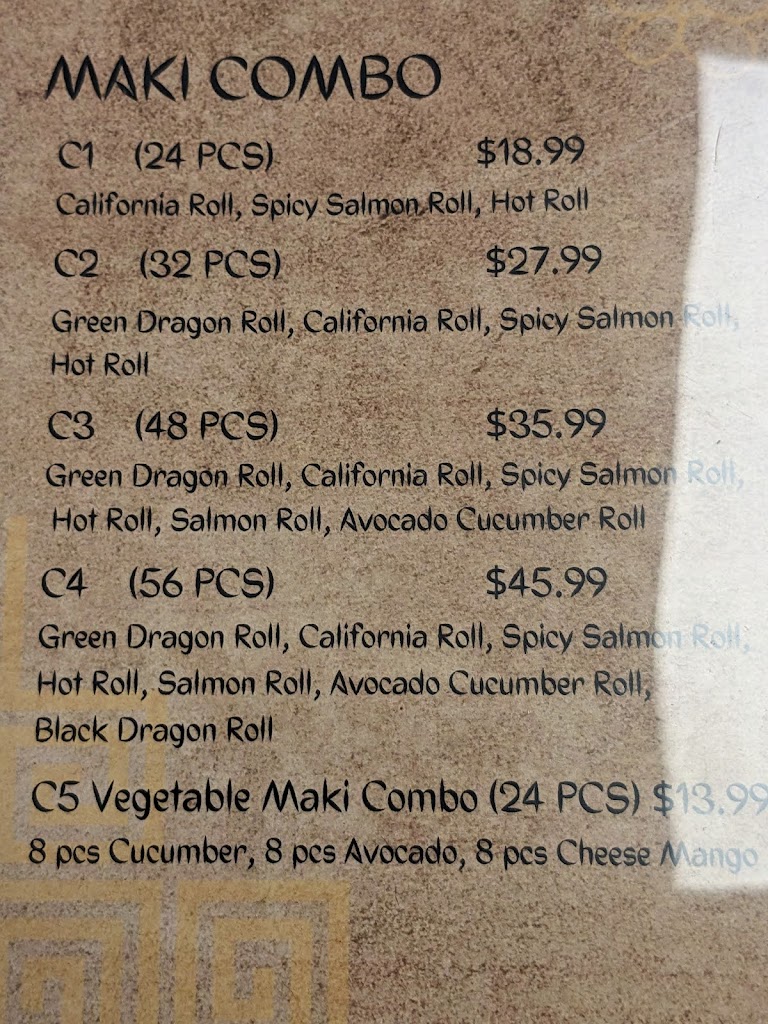 MAKI COMBO
C1 (24 PCS) $18.99
California Roll, Spicy Salmon Roll, Hot Roll
C2 (32 PCS) $27.99
Green Dragon Roll, California Roll, Spicy Salmon Roll,
Hot Roll
C3 (48 PCS) $35.99
Green Dragon Roll, California Roll, Spicy Salmon Roll,
Hot Roll, Salmon Roll, Avocado Cucumber Roll
C4 (56 PCS) $45.99
Green Dragon Roll, California Roll, Spicy Salmon Roll,
Hot Roll, Salmon Roll, Avocado Cucumber Roll,
Black Dragon Roll
C5 Vegetable Maki Combo (24 PCS) $13.99
8 pcs Cucumber, 8 pcs Avocado, 8 pcs Cheese Mango